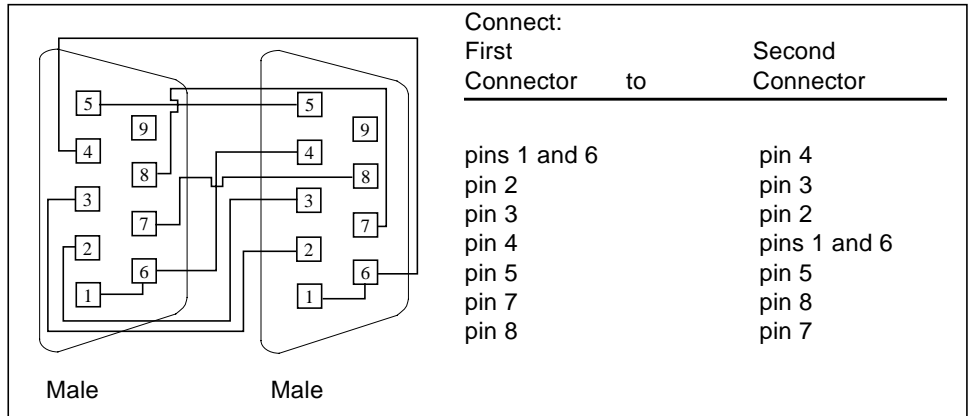 5 5
9 9
4 4
8 8
3 3
7 7
2 2
6 6
1 1
Male Male
Connect:
First Second
Connector to Connector
pins 1 and 6 pin 4
pin 2 pin 3
pin 3 pin 2
pin 4 pins 1 and 6
pin 5 pin 5
pin 7 pin 8
pin 8 pin 7